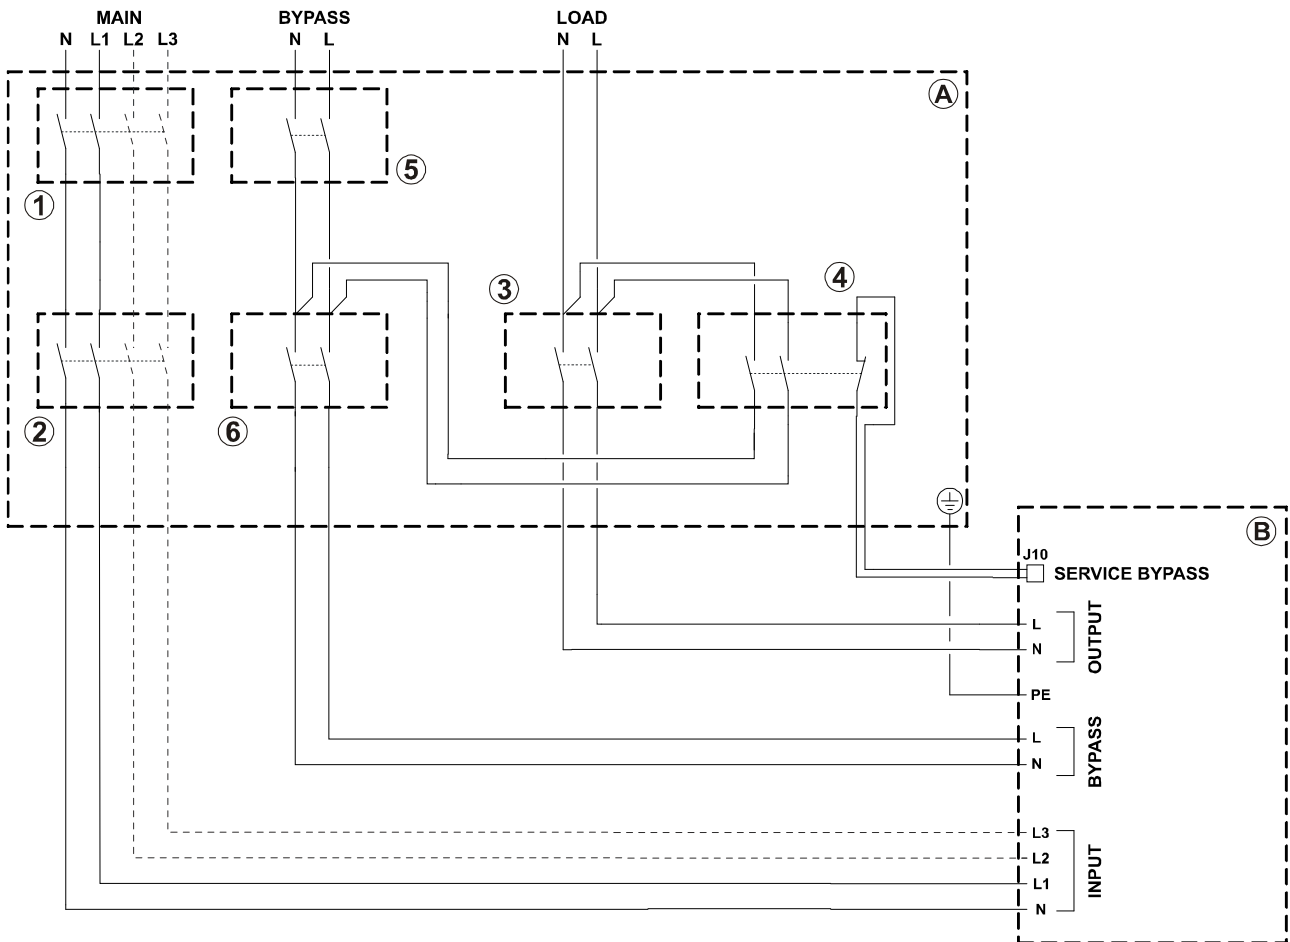 MAIN BYPASS LOAD
N L1 L2 L3 N L N L
A
5
1
4
3
2
6
B
J10
SERVICE BYPASS
L
N
OUTPUT
PE
L
N
BYPASS
L3
L2
L1
N
INPUT